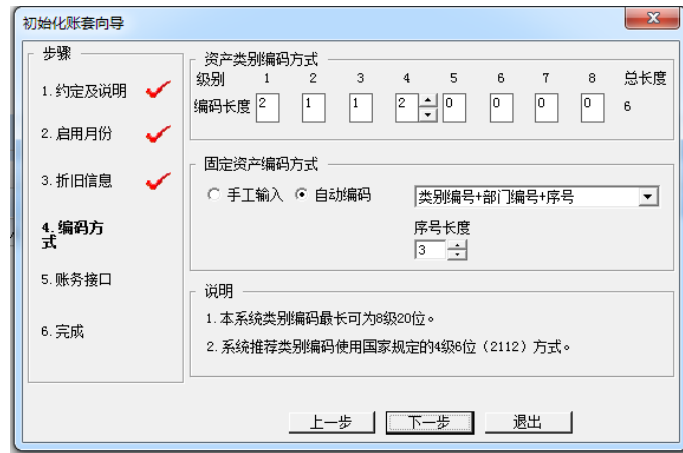 初始化账套向导
步骤
1.约定及说明
2.启用月份
3.折旧信息
4.编码方
式
5.账务接口
6.完成
资产类别编码方式
级别 1 2 3 4 5 6 7 8 总长度
编码长度 2 1 1 2 0 0 0 0 6
固定资产编码方式
手工输入 自动编码 类别编号+部门编号+序号
序号长度
3
说明
1.本系统类别编码最长可为8级20位。
2.系统推荐类别编码使用国家规定的4级6位（2112）方式。
上一步 下一步 退出